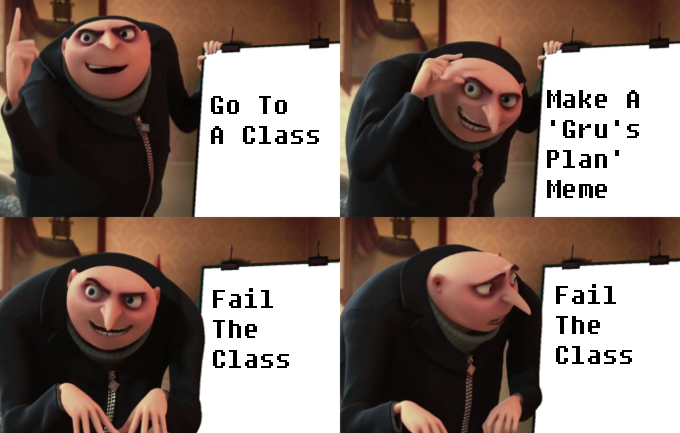 Go To
A Class
Make A
'Gru's
Plan'
Meme
Fail
The
Class
Fail
The
Class